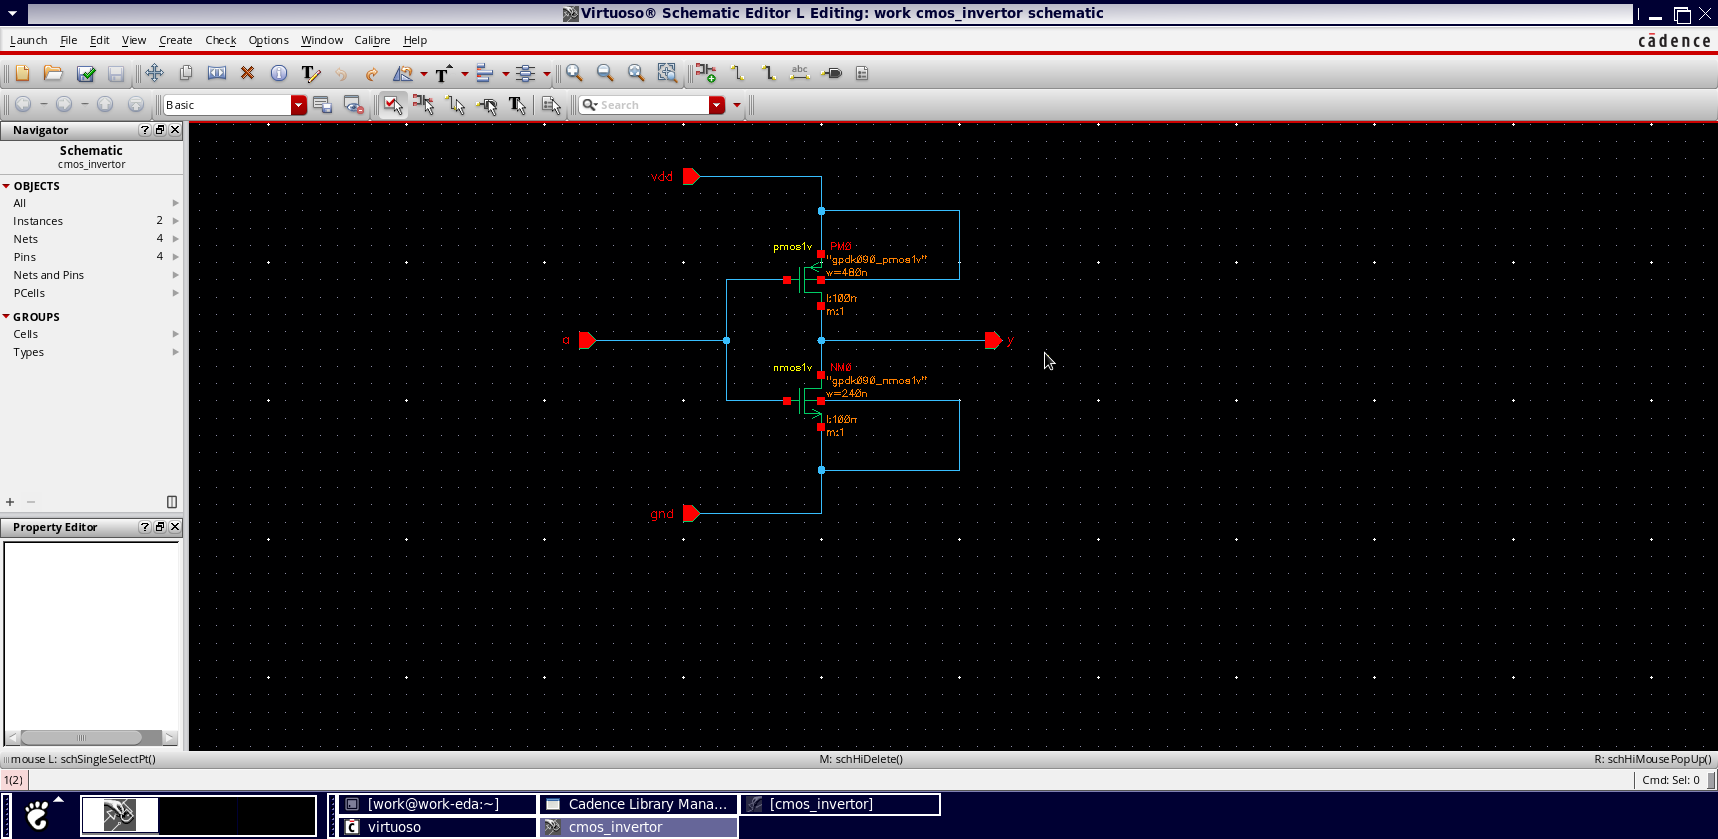 Virtuoso® Schematic Editor L Editing: work cmos_invertor schematic
Launch File Edit View Create Check Options Window Calibre Help
cādence
abc
Basic
Search
Navigator
Schematic
cmos_invertor
OBJECTS
All
Instances 2
Nets 4
Pins 4
Nets and Pins
PCells
GROUPS
Cells
Types
Property Editor
vdd
pmos1v PM0
"gpdk090_pmos1v"
w=480n
l:100n
m:1
a
y
nmos1v NM0
"gpdk090_nmos1v"
w=240n
l:100n
m:1
gnd
mouse L: schSingleSelectPt() M: schHiDelete() R: schHiMousePopUp()
1(2) Cmd: Sel: 0
[work@work-eda:~] Cadence Library Mana... [cmos_invertor]
virtuoso cmos_invertor